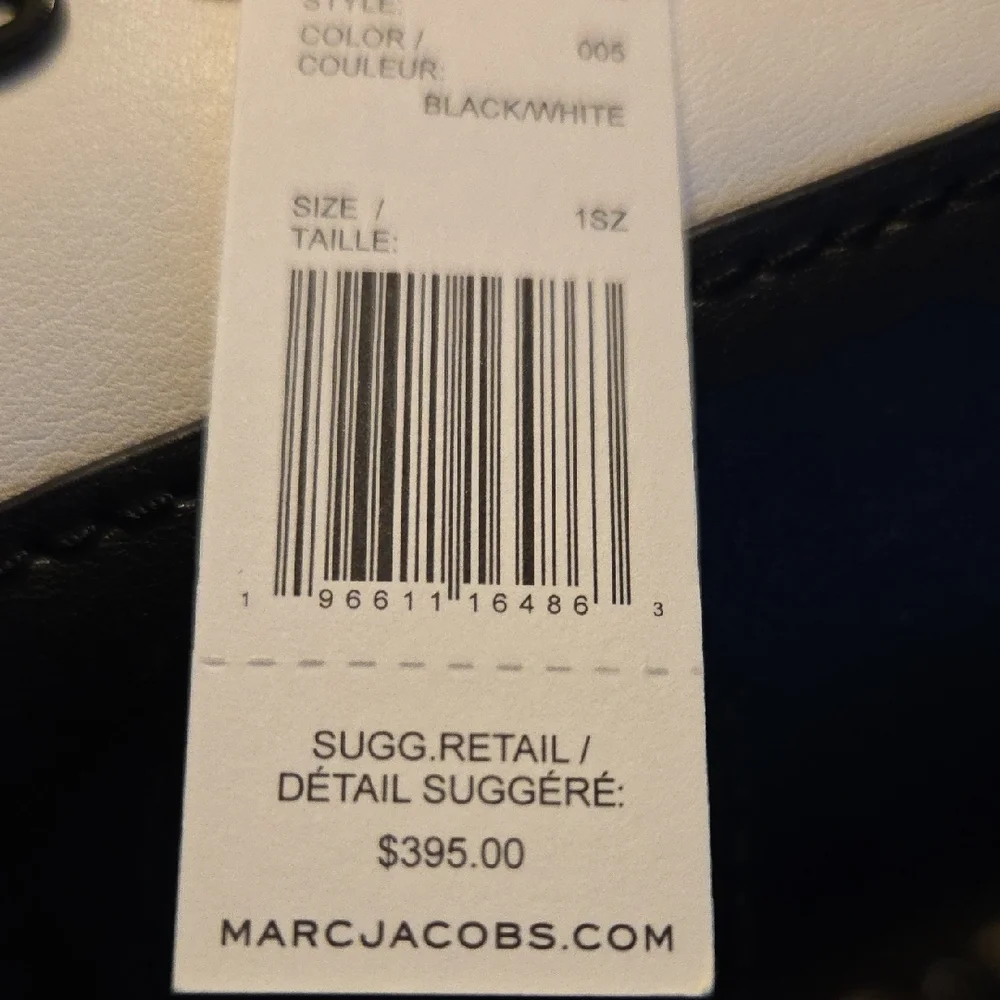 STYLE:
COLOR / 005
COULEUR:
BLACK/WHITE
SIZE / 1SZ
TAILLE:
1 96611 16486 3
SUGG.RETAIL /
DÉTAIL SUGGÉRÉ:
$395.00
MARCJACOBS.COM